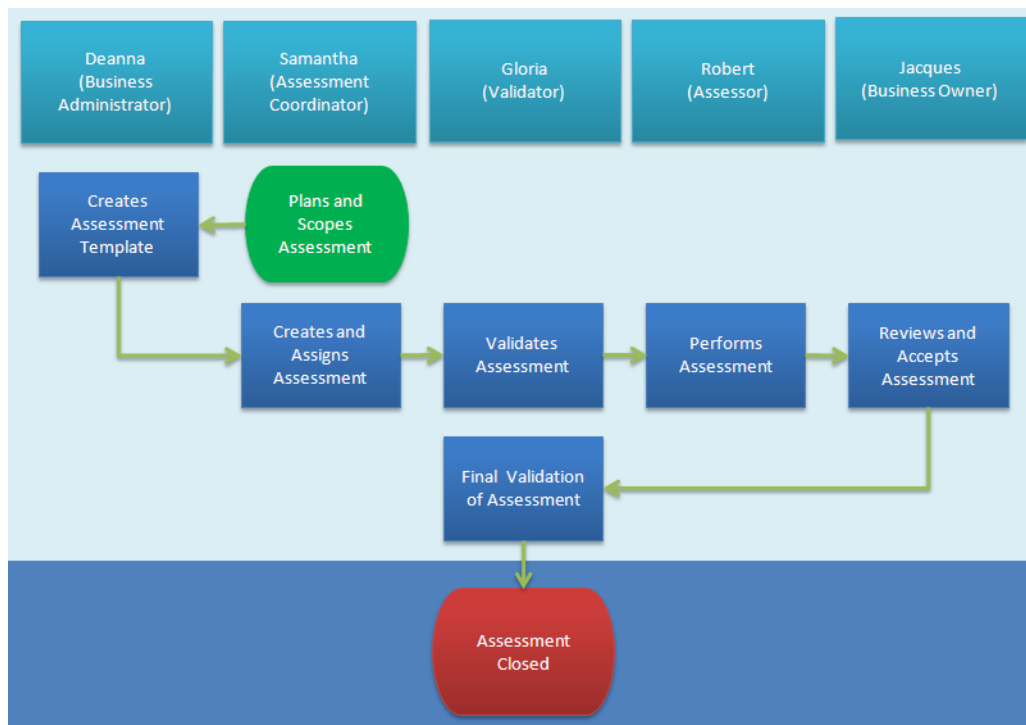 Deanna
(Business
Administrator)
Samantha
(Assessment
Coordinator)
Gloria
(Validator)
Robert
(Assessor)
Jacques
(Business Owner)
Creates
Assessment
Template
Plans and
Scopes
Assessment
Creates and
Assigns
Assessment
Validates
Assessment
Performs
Assessment
Reviews and
Accepts
Assessment
Final Validation
of Assessment
Assessment
Closed